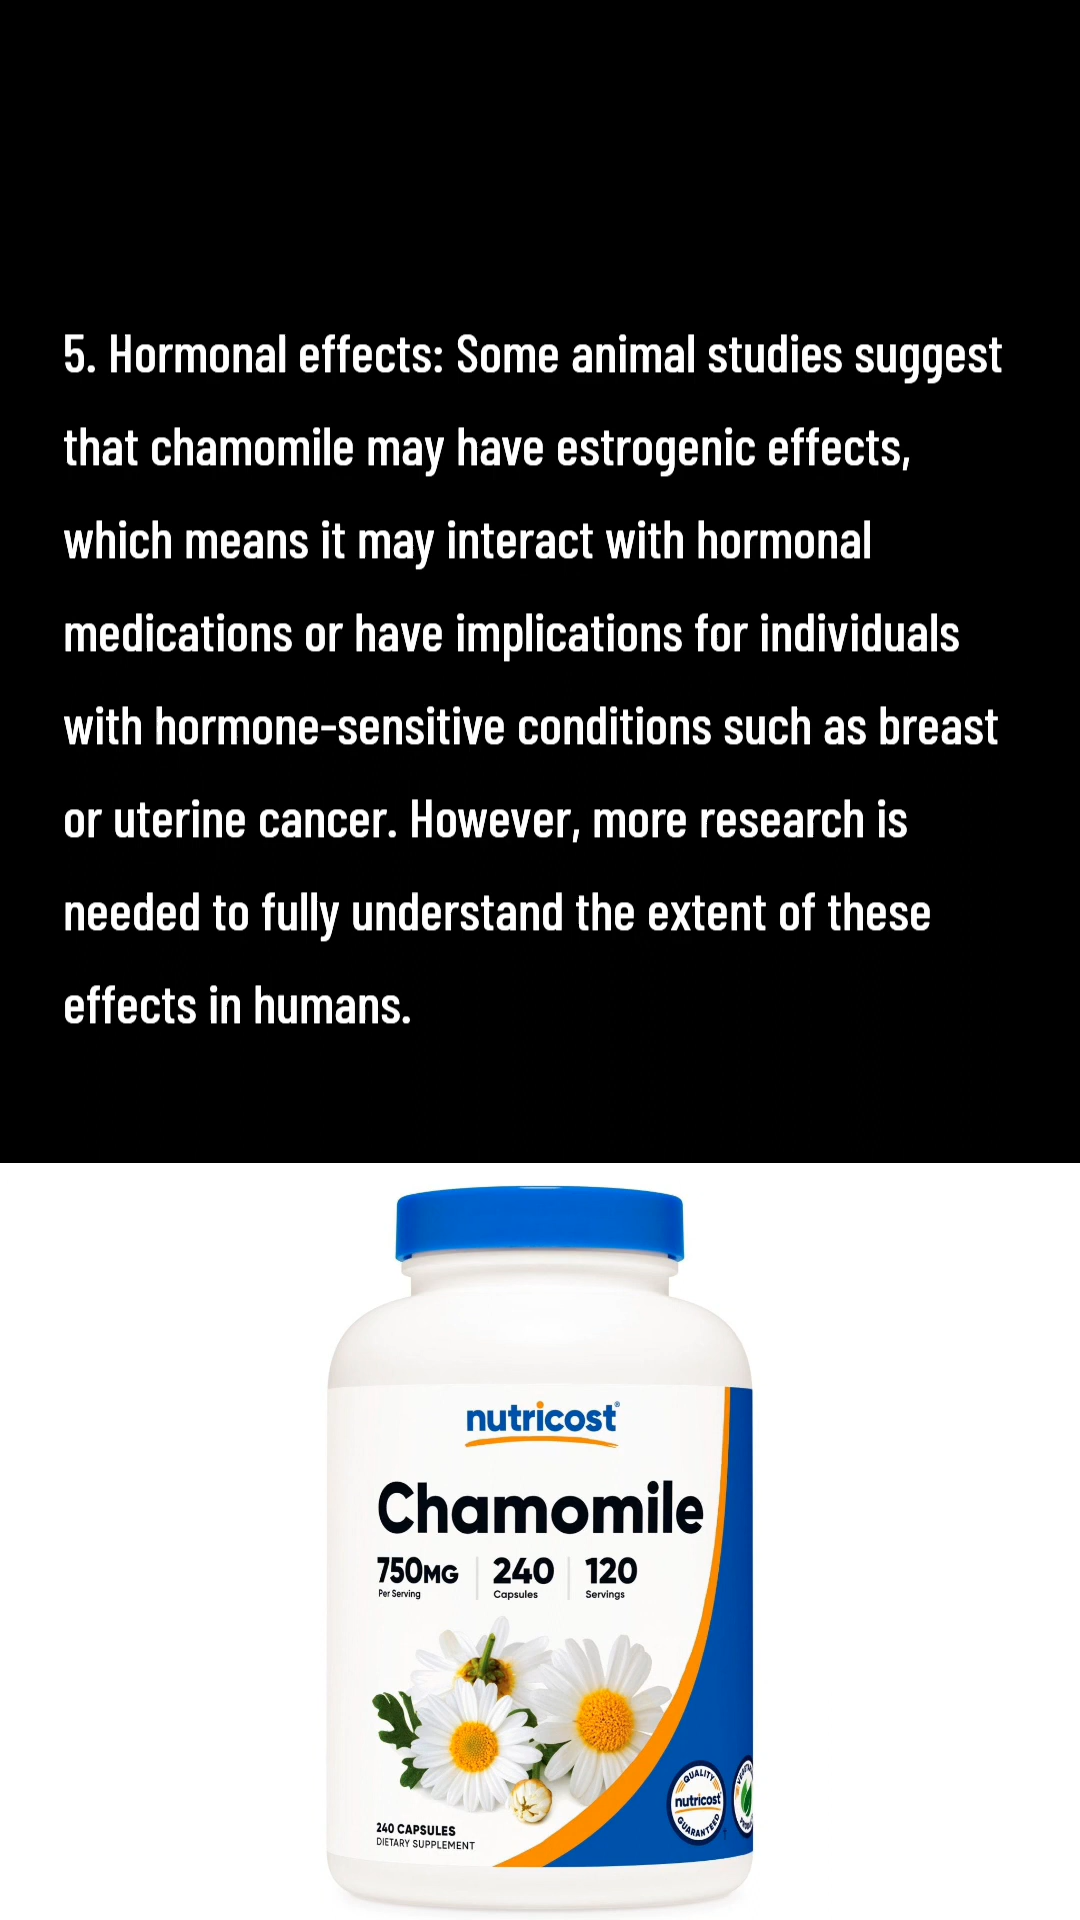 5. Hormonal effects: Some animal studies suggest
that chamomile may have estrogenic effects,
which means it may interact with hormonal
medications or have implications for individuals
with hormone-sensitive conditions such as breast
or uterine cancer. However, more research is
needed to fully understand the extent of these
effects in humans.
nutricost®
Chamomile
750MG 240 120
Per Serving Capsules Servings
QUALITY
nutricost
GUARANTEED
240 CAPSULES
DIETARY SUPPLEMENT